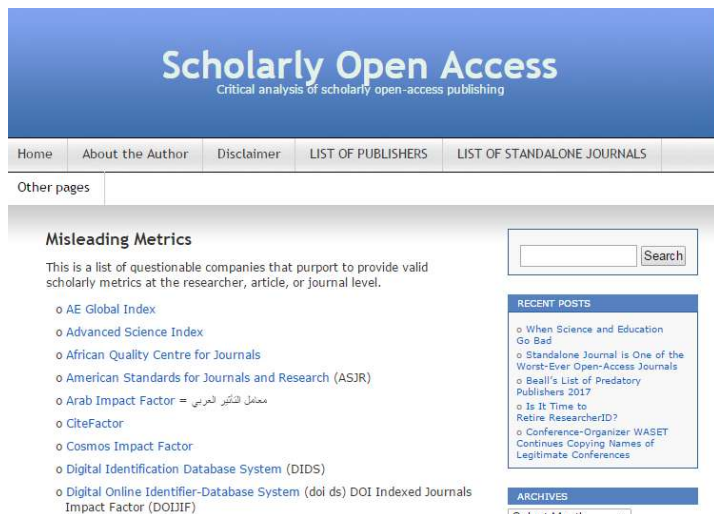 Scholarly Open Access
Critical analysis of scholarly open-access publishing
Home About the Author Disclaimer LIST OF PUBLISHERS LIST OF STANDALONE JOURNALS
Other pages
Misleading Metrics
This is a list of questionable companies that purport to provide valid
scholarly metrics at the researcher, article, or journal level.
o AE Global Index
o Advanced Science Index
o African Quality Centre for Journals
o American Standards for Journals and Research (ASJR)
o Arab Impact Factor = معامل التأثير العربي
o CiteFactor
o Cosmos Impact Factor
o Digital Identification Database System (DIDS)
o Digital Online Identifier-Database System (doi ds) DOI Indexed Journals
Impact Factor (DOIJIF)
Search
RECENT POSTS
o When Science and Education
Go Bad
o Standalone Journal is One of the
Worst-Ever Open-Access Journals
o Beall's List of Predatory
Publishers 2017
o Is It Time to
Retire ResearcherID?
o Conference-Organizer WASET
Continues Copying Names of
Legitimate Conferences
ARCHIVES